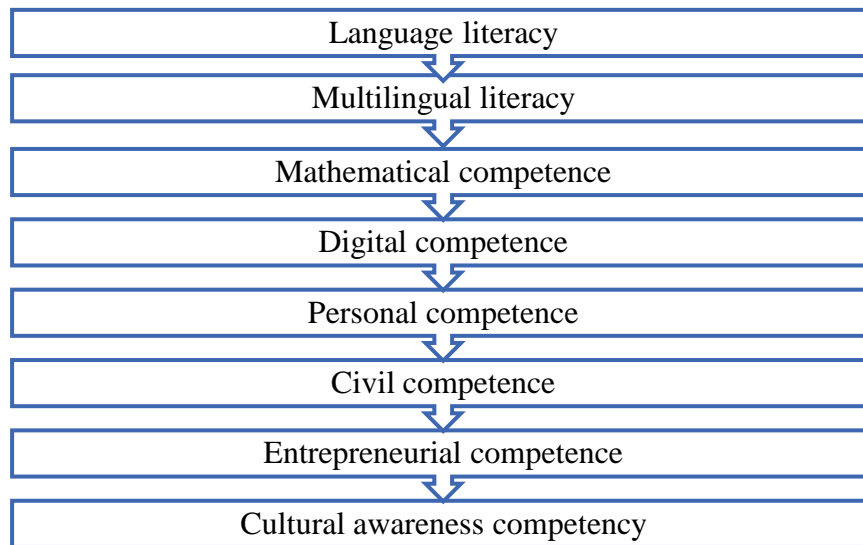 Language literacy
Multilingual literacy
Mathematical competence
Digital competence
Personal competence
Civil competence
Entrepreneurial competence
Cultural awareness competency